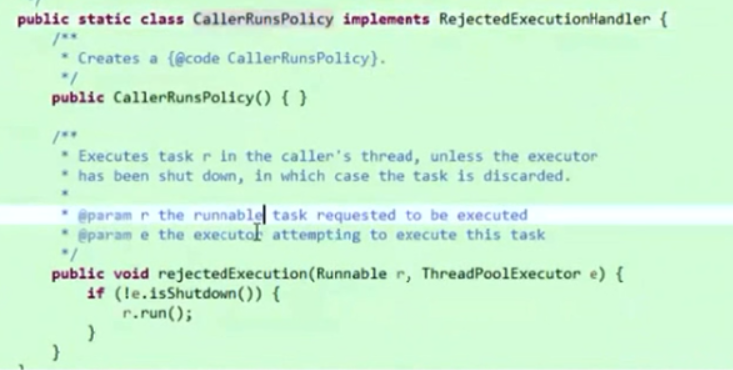 public static class CallerRunsPolicy implements RejectedExecutionHandler {
/**
* Creates a {@code CallerRunsPolicy}.
*/
public CallerRunsPolicy() { }
/**
* Executes task r in the caller's thread, unless the executor
* has been shut down, in which case the task is discarded.
*
* @param r the runnable task requested to be executed
* @param e the executor attempting to execute this task
*/
public void rejectedExecution(Runnable r, ThreadPoolExecutor e) {
if (!e.isShutdown()) {
r.run();
}
}